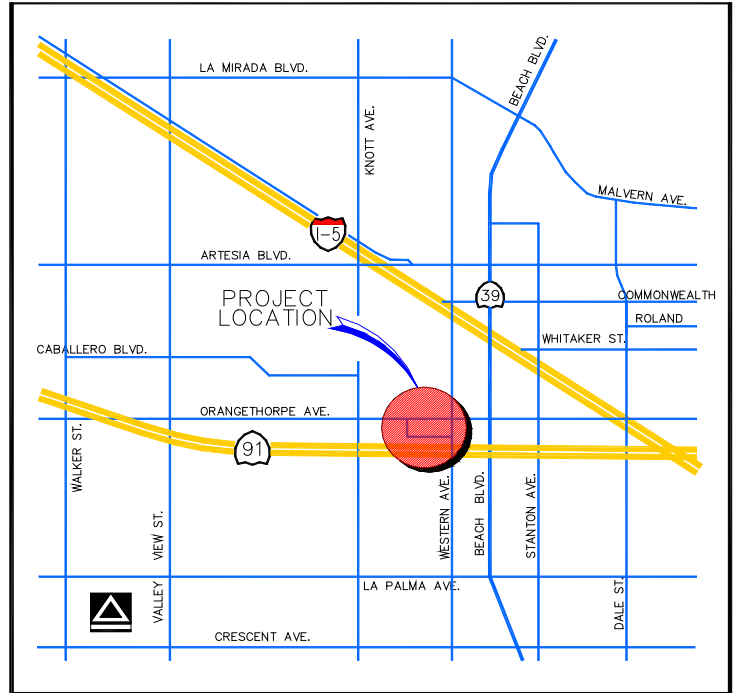 LA MIRADA BLVD.
BEACH BLVD.
KNOTT AVE.
MALVERN AVE.
I-5
ARTESIA BLVD.
39
COMMONWEALTH
PROJECT
LOCATION
ROLAND
WHITAKER ST.
CABALLERO BLVD.
ORANGETHORPE AVE.
91
WALKER ST.
VALLEY VIEW ST.
WESTERN AVE.
BEACH BLVD.
STANTON AVE.
DALE ST.
LA PALMA AVE.
CRESCENT AVE.